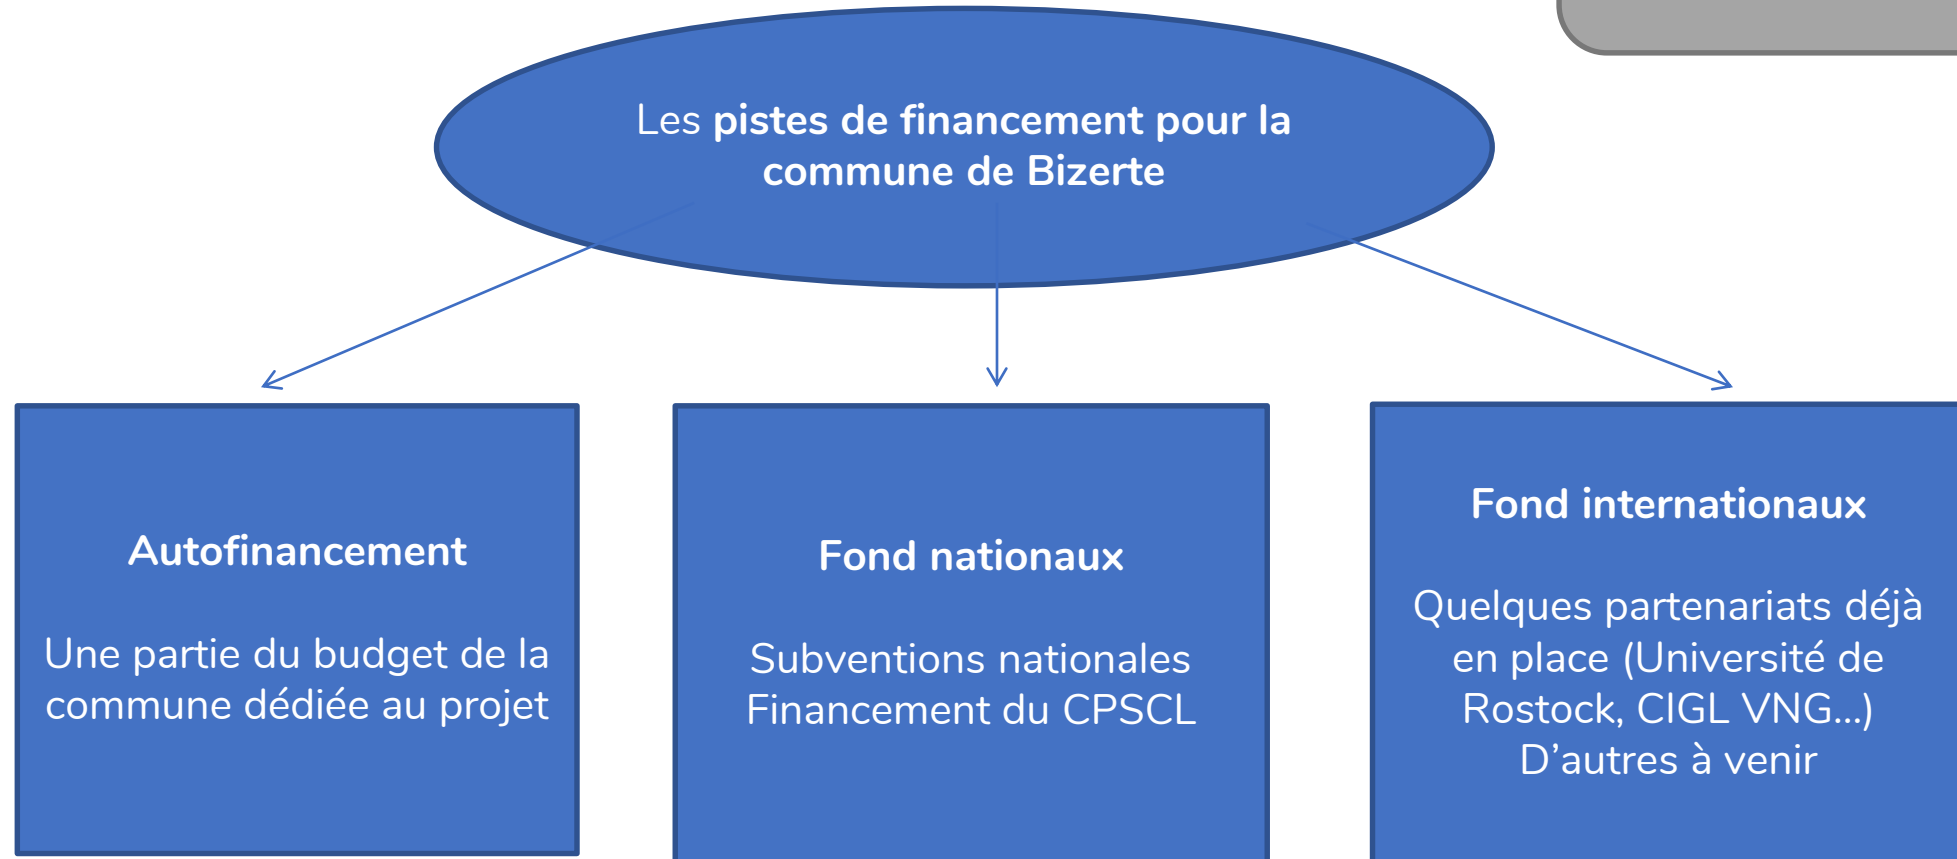 Les pistes de financement pour la
commune de Bizerte
Autofinancement
Une partie du budget de la
commune dédiée au projet
Fond nationaux
Subventions nationales
Financement du CPSCL
Fond internationaux
Quelques partenariats déjà
en place (Université de
Rostock, CIGL VNG…)
D’autres à venir